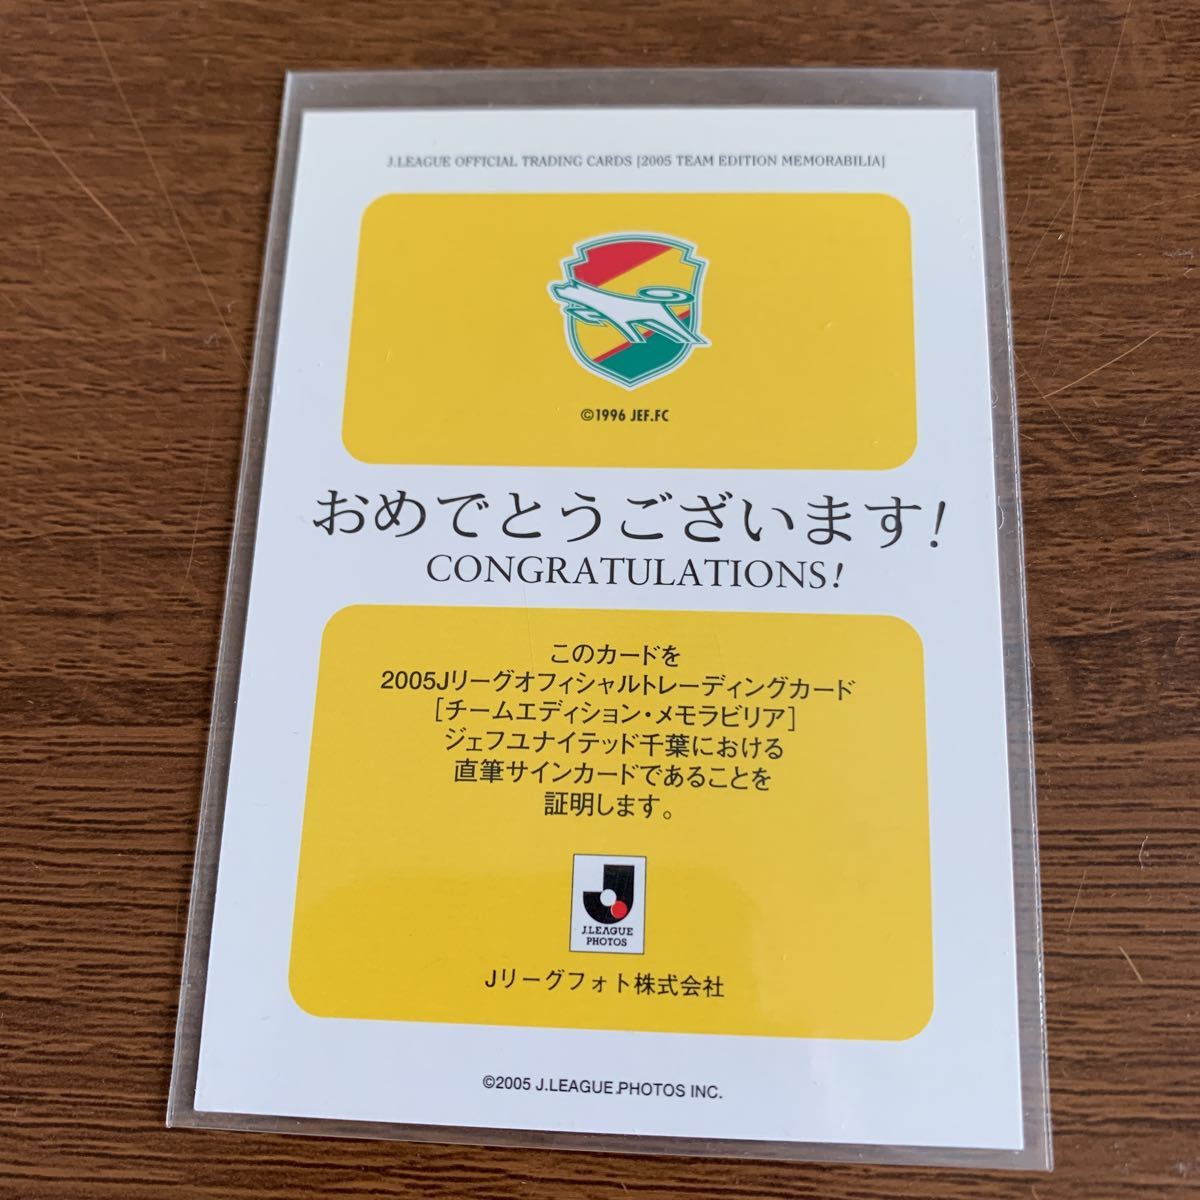 J.LEAGUE OFFICIAL TRADING CARDS [2005 TEAM EDITION MEMORABILIA]
©1996 JEF.FC
おめでとうございます!
CONGRATULATIONS!
このカードを
2005Jリーグオフィシャルトレーディングカード
[チームエディション・メモラビリア]
ジェフユナイテッド千葉における
直筆サインカードであることを
証明します。
J.LEAGUE
PHOTOS
Jリーグフォト株式会社
©2005 J.LEAGUE PHOTOS INC.